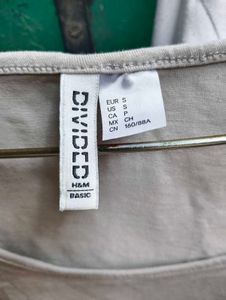 DIVIDED
H&M
BASIC
EUR S
US S
CA P
MX CH
CN 160/88A